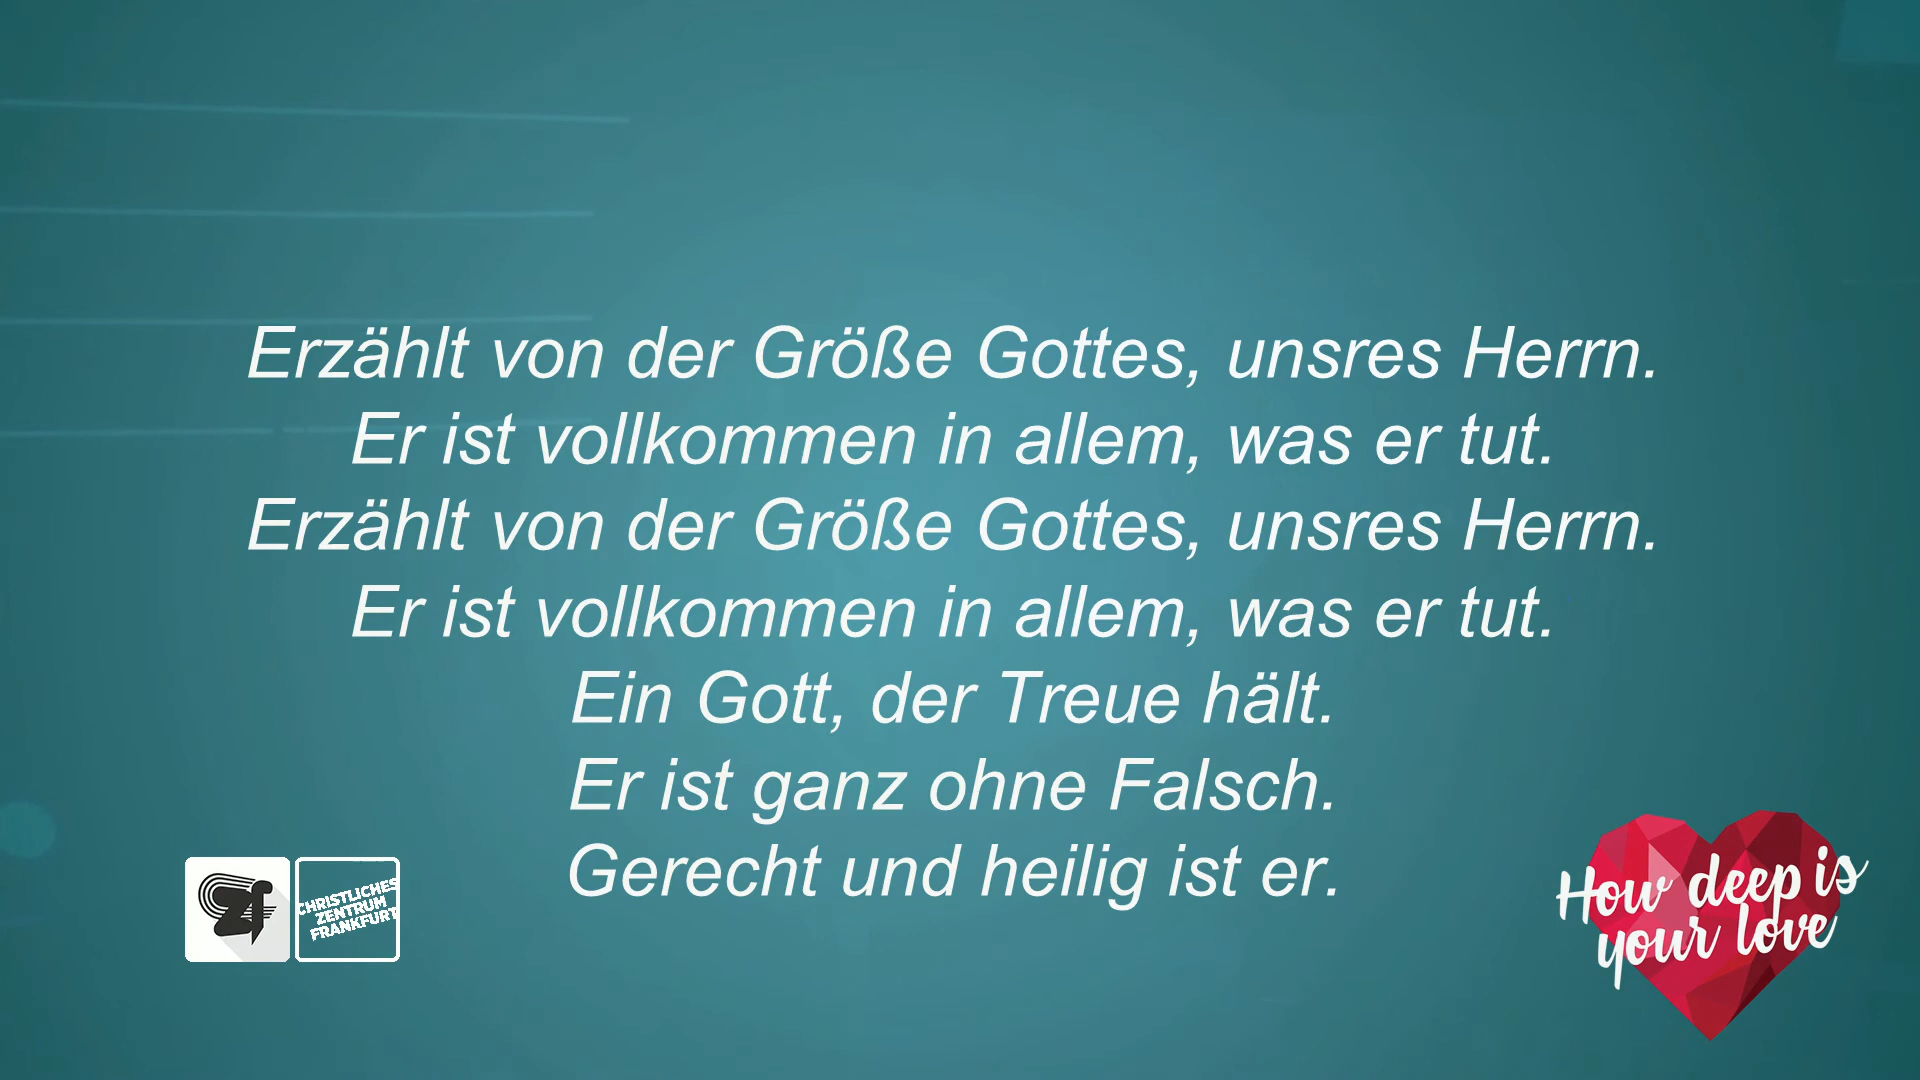 Erzählt von der Größe Gottes, unsres Herrn.
Er ist vollkommen in allem, was er tut.
Erzählt von der Größe Gottes, unsres Herrn.
Er ist vollkommen in allem, was er tut.
Ein Gott, der Treue hält.
Er ist ganz ohne Falsch.
Gerecht und heilig ist er.
czf
CHRISTLICHES
ZENTRUM
FRANKFURT
How deep is
your love